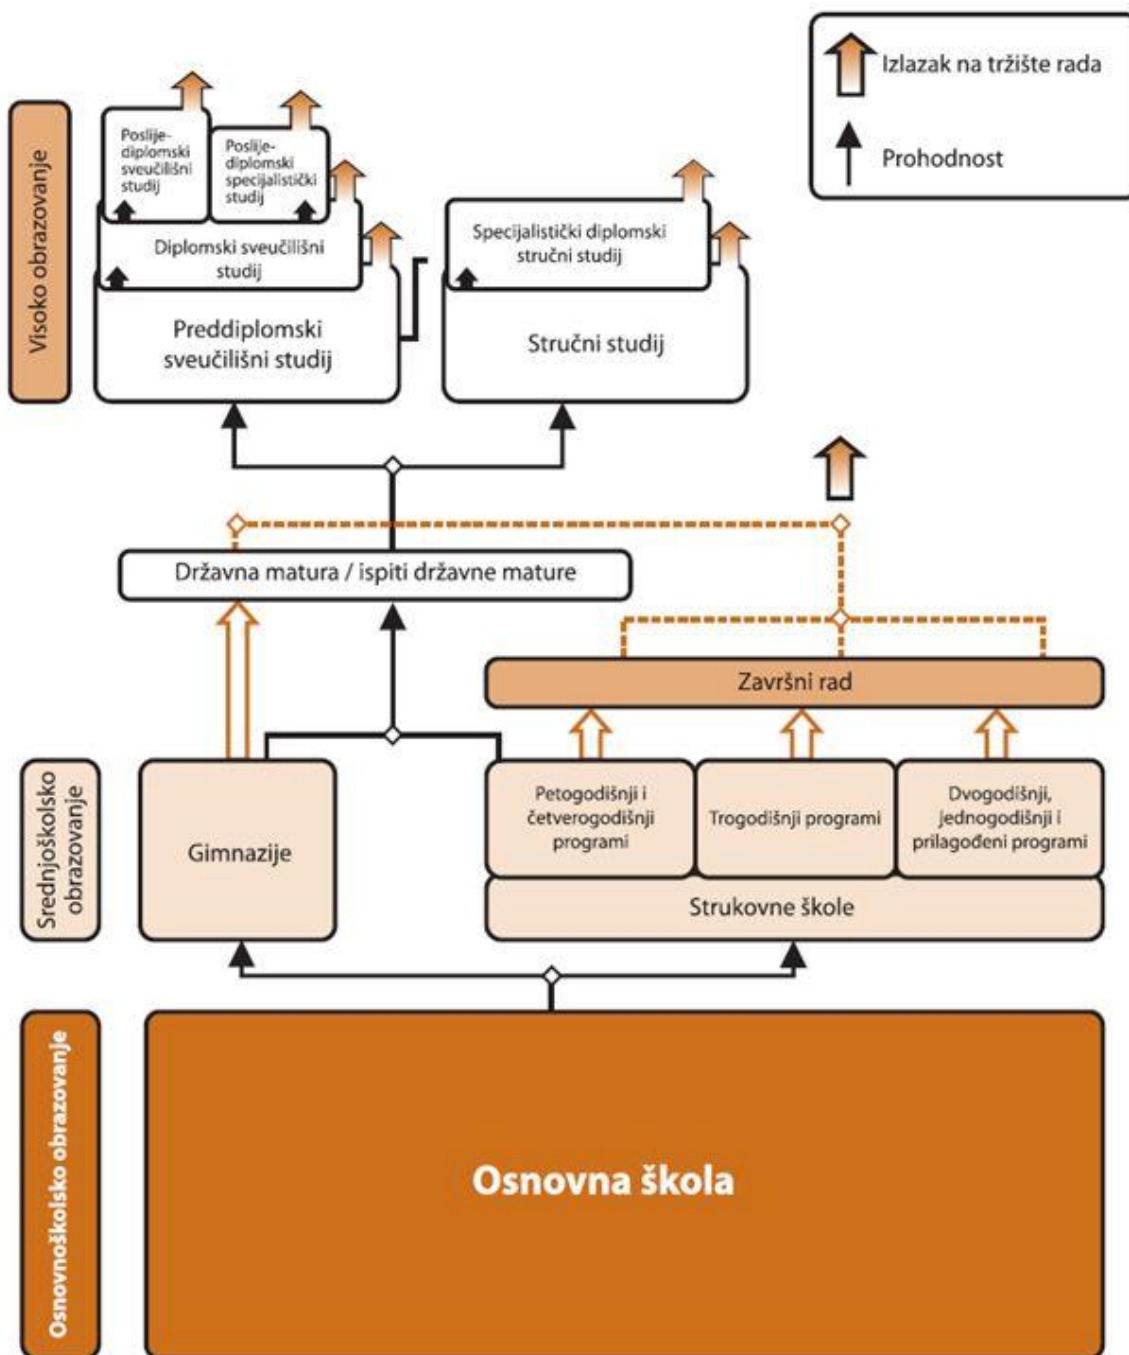 Izlazak na tržište rada
Prohodnost
Visoko obrazovanje
Poslije-
diplomski
sveučilišni
studij
Poslije-
diplomski
specijalistički
studij
Diplomski sveučilišni
studij
Preddiplomski
sveučilišni studij
Specijalistički diplomski
stručni studij
Stručni studij
Državna matura / ispiti državne mature
Završni rad
Srednjoškolsko
obrazovanje
Gimnazije
Petogodišnji i
četverogodišnji
programi
Trogodišnji programi
Dvogodišnji,
jednogodišnji i
prilagođeni programi
Strukovne škole
Osnovnoškolsko obrazovanje
Osnovna škola